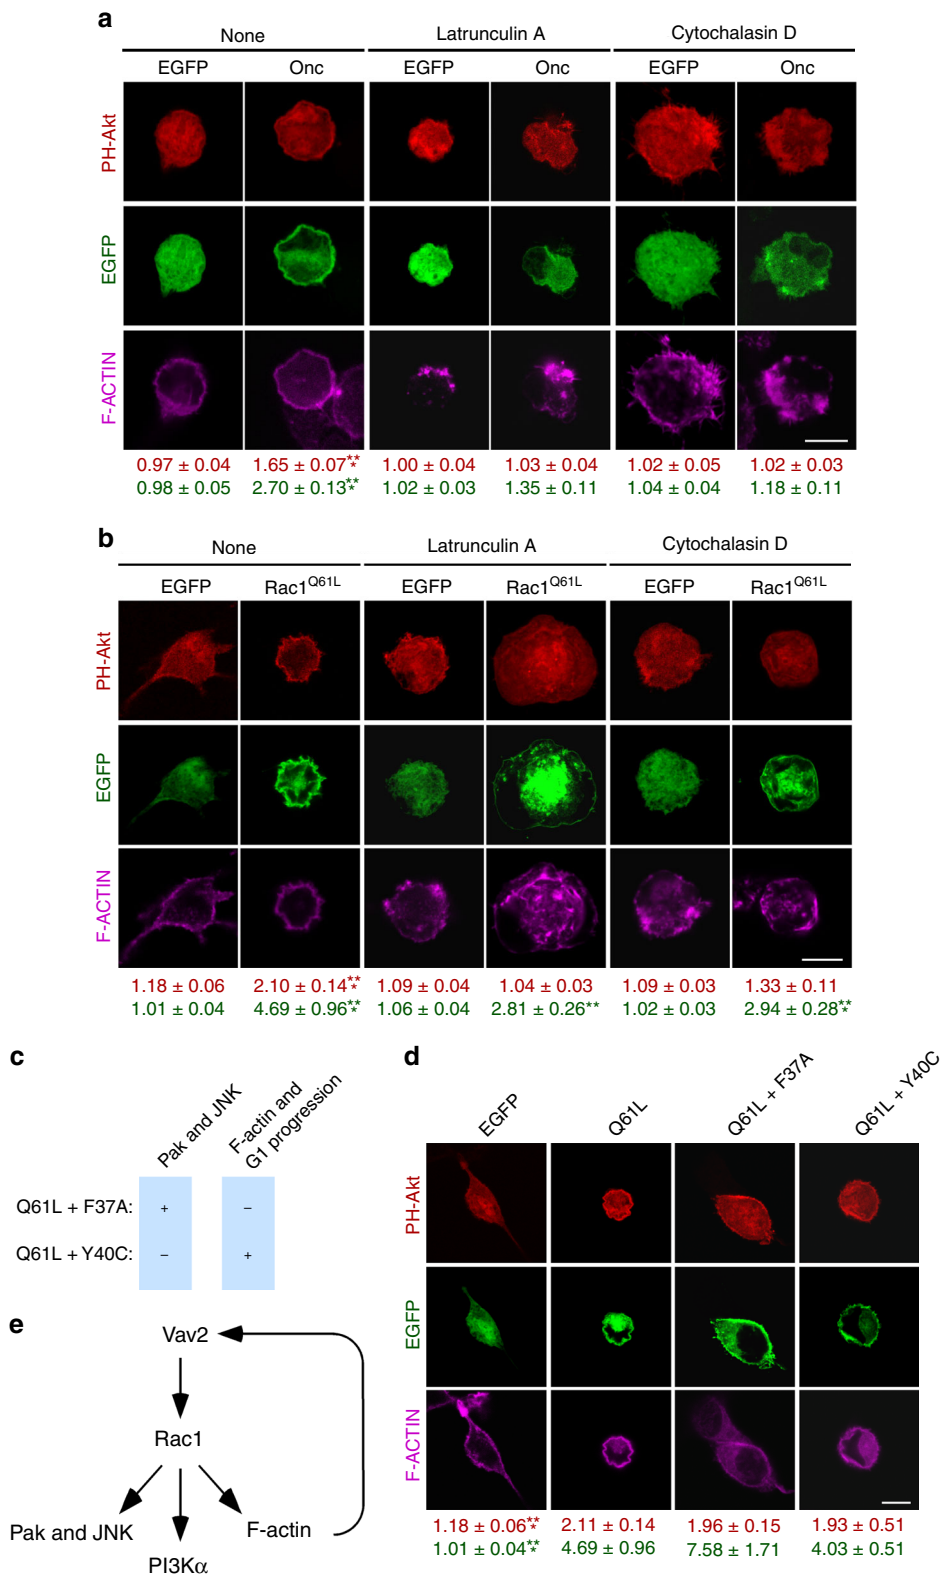 a
None Latrunculin A Cytochalasin D
EGFP Onc EGFP Onc EGFP Onc
PH-Akt
EGFP
F-ACTIN
0.97 ± 0.04 1.65 ± 0.07*** 1.00 ± 0.04 1.03 ± 0.04 1.02 ± 0.05 1.02 ± 0.03
0.98 ± 0.05 2.70 ± 0.13*** 1.02 ± 0.03 1.35 ± 0.11 1.04 ± 0.04 1.18 ± 0.11
b
None Latrunculin A Cytochalasin D
EGFP Rac1^Q61L EGFP Rac1^Q61L EGFP Rac1^Q61L
PH-Akt
EGFP
F-ACTIN
1.18 ± 0.06 2.10 ± 0.14*** 1.09 ± 0.04 1.04 ± 0.03 1.09 ± 0.03 1.33 ± 0.11
1.01 ± 0.04 4.69 ± 0.96*** 1.06 ± 0.04 2.81 ± 0.26** 1.02 ± 0.03 2.94 ± 0.28***
c
Pak and JNK
F-actin and
G1 progression
Q61L + F37A: + −
Q61L + Y40C: − +
d
EGFP Q61L Q61L + F37A Q61L + Y40C
PH-Akt
EGFP
F-ACTIN
1.18 ± 0.06*** 2.11 ± 0.14 1.96 ± 0.15 1.93 ± 0.51
1.01 ± 0.04*** 4.69 ± 0.96 7.58 ± 1.71 4.03 ± 0.51
e
Vav2
Rac1
Pak and JNK
PI3Kα
F-actin